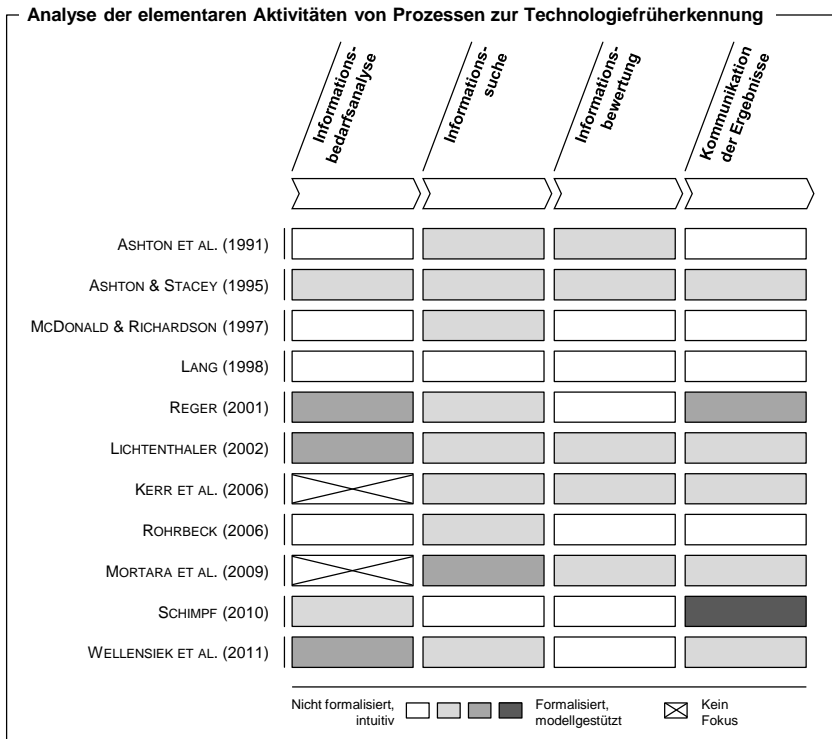 Analyse der elementaren Aktivitäten von Prozessen zur Technologiefrüherkennung
Informations-
bedarfsanalyse
Informations-
suche
Informations-
bewertung
Kommunikation
der Ergebnisse
ASHTON ET AL. (1991)
ASHTON & STACEY (1995)
MCDONALD & RICHARDSON (1997)
LANG (1998)
REGER (2001)
LICHTENTHALER (2002)
KERR ET AL. (2006)
ROHRBECK (2006)
MORTARA ET AL. (2009)
SCHIMPF (2010)
WELLENSIEK ET AL. (2011)
Nicht formalisiert,
intuitiv
Formalisiert,
modellgestützt
Kein
Fokus